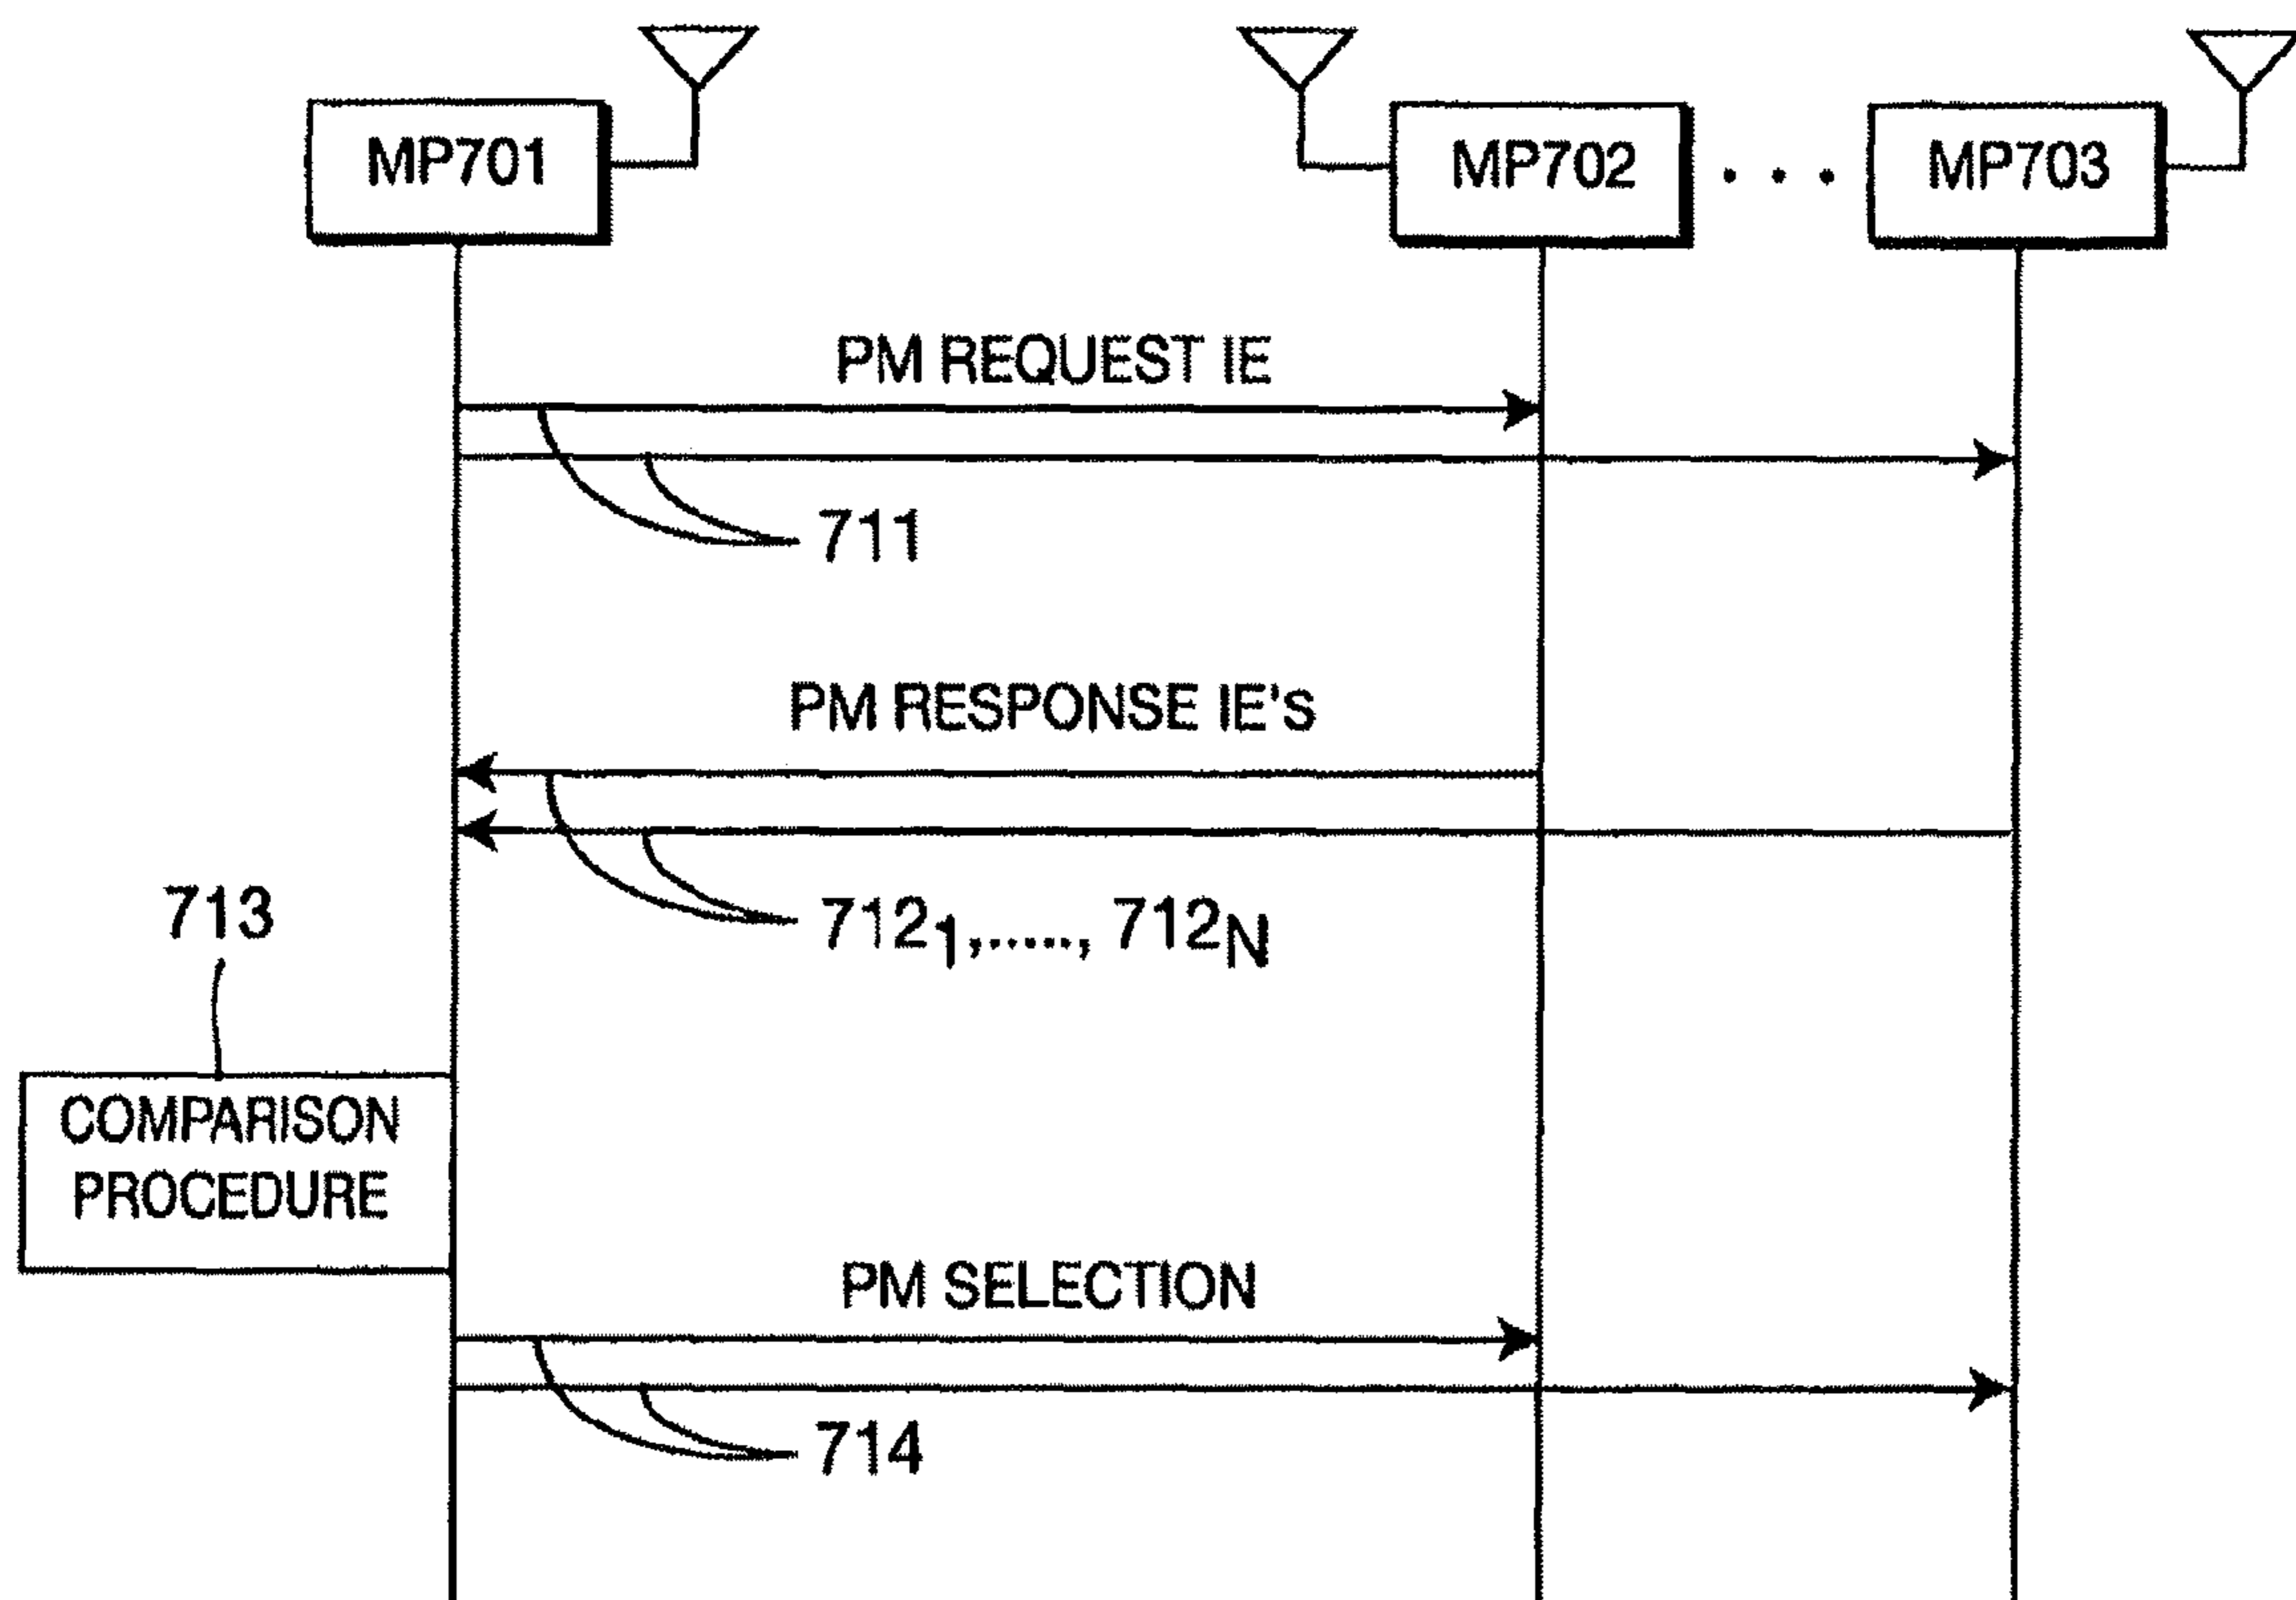 MP701
MP702 . . . MP703
PM REQUEST IE
711
PM RESPONSE IE's
712₁,....., 712N
713
COMPARISON
PROCEDURE
PM SELECTION
714